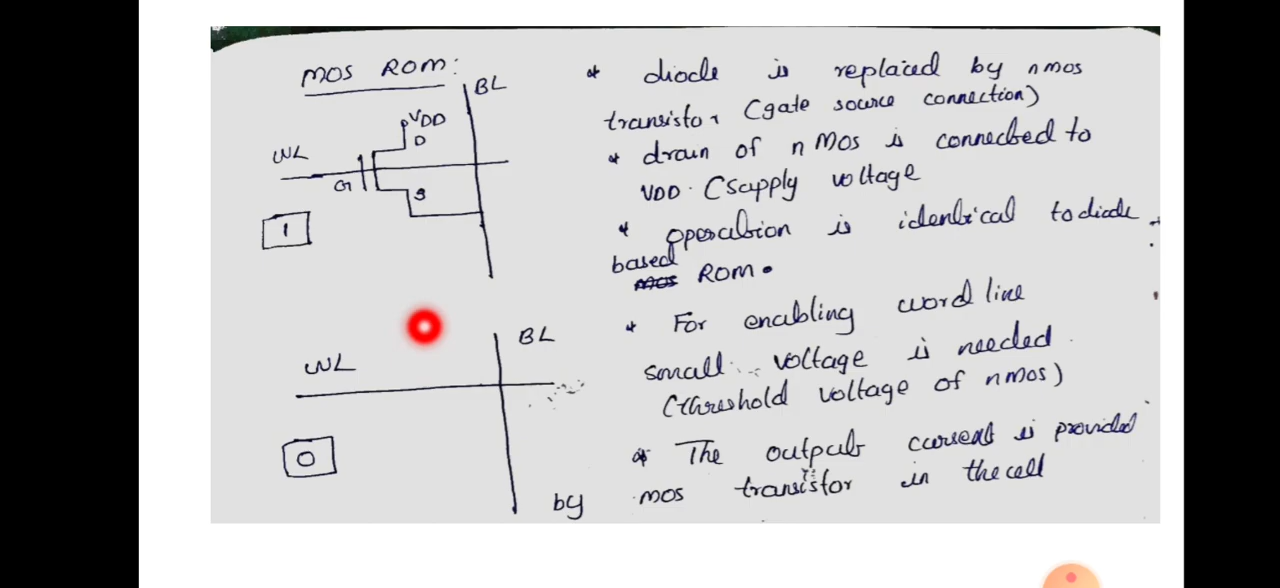 MOS ROM:
BL
VDD
D
WL
G
S
1
BL
WL
0
* diode is replaced by nmos
transistor (gate source connection)
* drain of nMos is connected to
VDD. (supply voltage
* operation is identical to diode
based ROM.
* For enabling word line
small voltage is needed
(threshold voltage of nmos)
* The output current is provided
by mos transistor in the cell